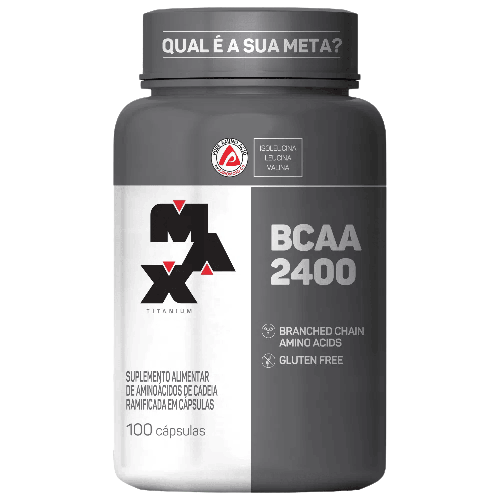 QUAL É A SUA META?
ISOLEUCINA
LEUCINA
VALINA
MAX
TITANIUM
BCAA
2400
BRANCHED CHAIN
AMINO ACIDS
GLUTEN FREE
SUPLEMENTO ALIMENTAR
DE AMINOÁCIDOS DE CADEIA
RAMIFICADA EM CÁPSULAS
100 cápsulas